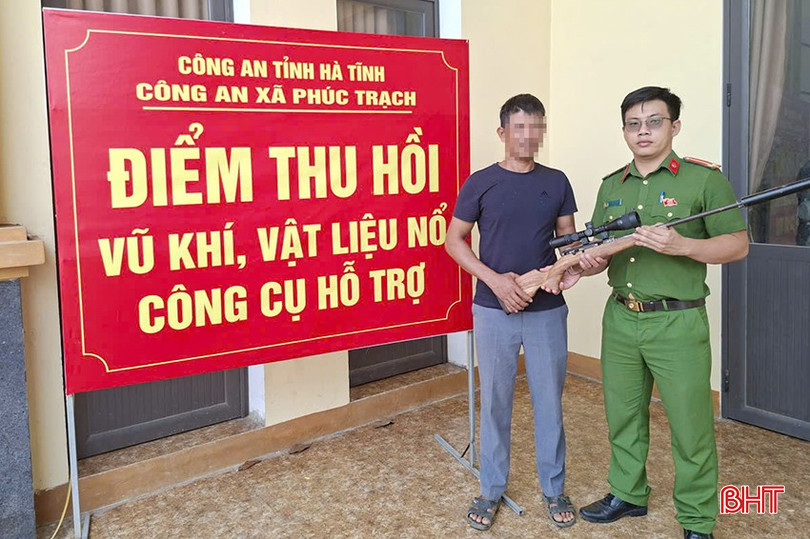 CÔNG AN TỈNH HÀ TĨNH
CÔNG AN XÃ PHÚC TRẠCH
ĐIỂM THU HỒI
VŨ KHÍ, VẬT LIỆU NỔ
CÔNG CỤ HỖ TRỢ
BHT